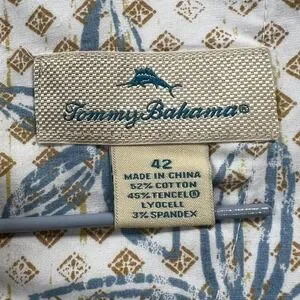 Tommy Bahama®
42
MADE IN CHINA
52% COTTON
45% TENCEL®
LYOCELL
3% SPANDEX